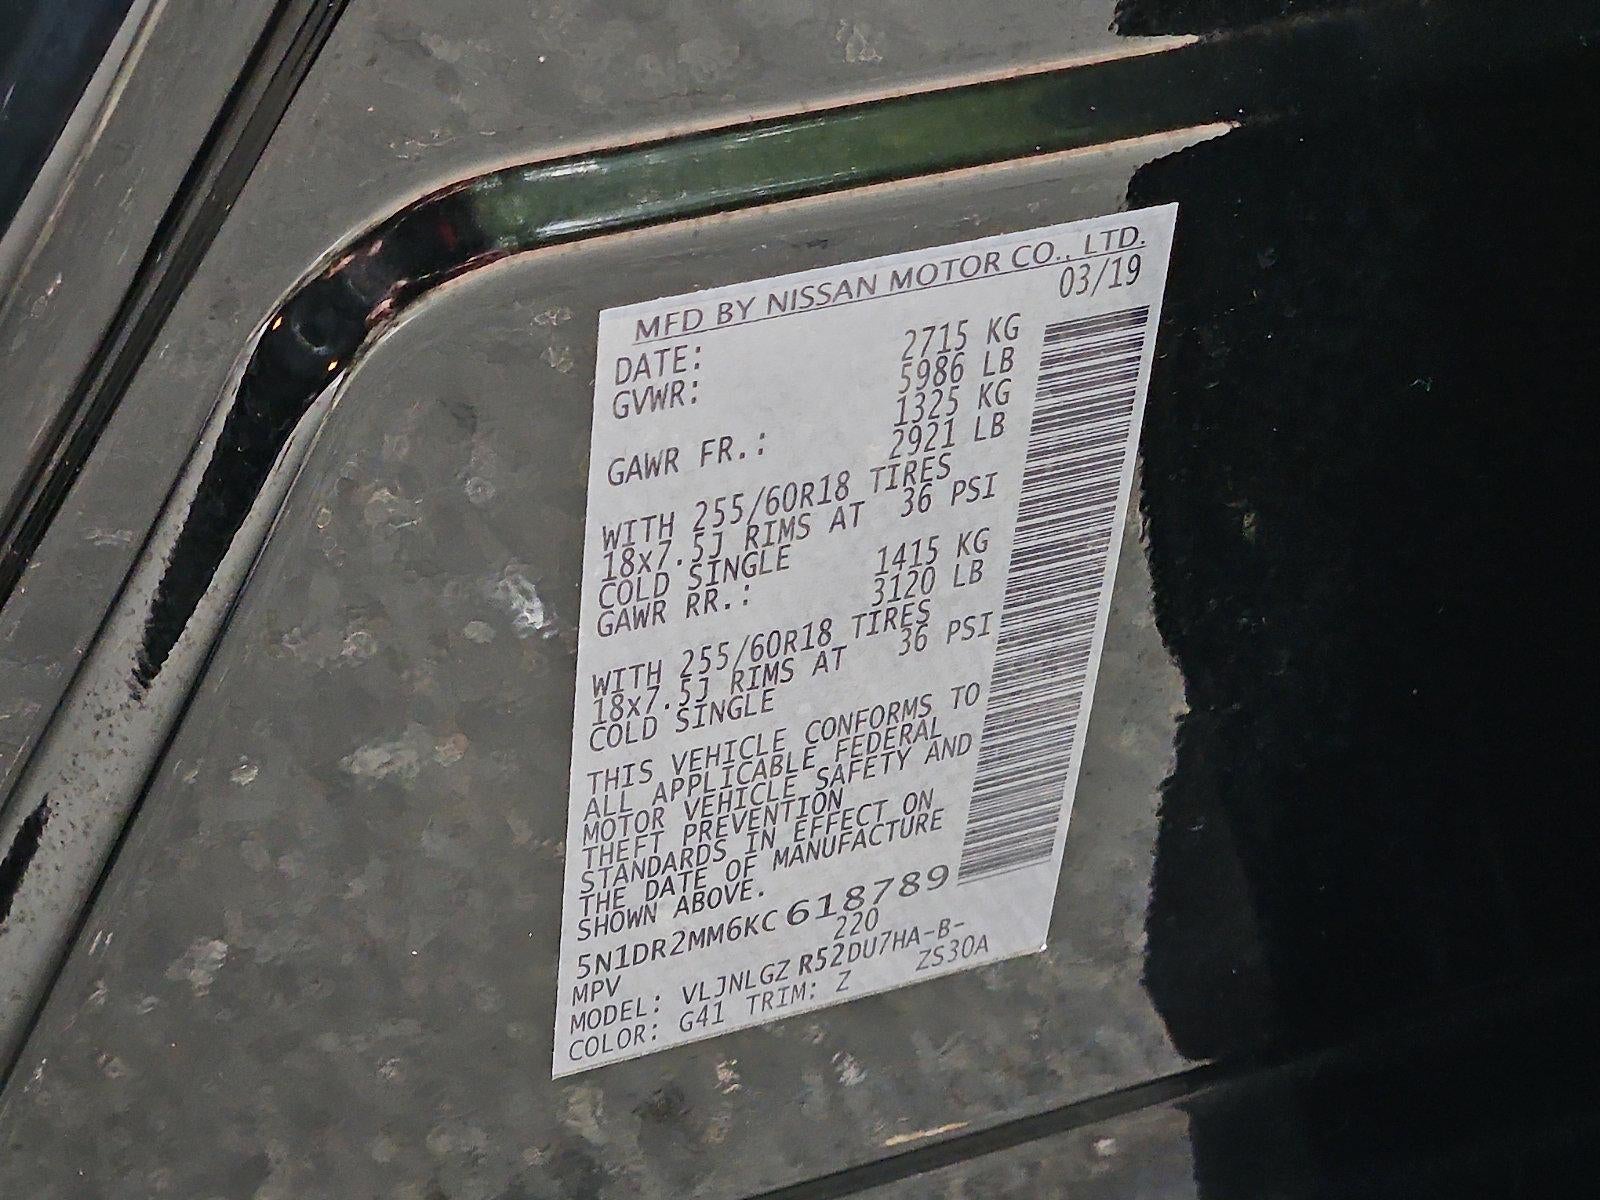 MFD BY NISSAN MOTOR CO., LTD.
DATE: 03/19
GVWR: 2715 KG
5986 LB
GAWR FR.: 1325 KG
2921 LB
WITH 255/60R18 TIRES
18x7.5J RIMS AT 36 PSI
COLD SINGLE
GAWR RR.: 1415 KG
3120 LB
WITH 255/60R18 TIRES
18x7.5J RIMS AT 36 PSI
COLD SINGLE
THIS VEHICLE CONFORMS TO
ALL APPLICABLE FEDERAL
MOTOR VEHICLE SAFETY AND
THEFT PREVENTION
STANDARDS IN EFFECT ON
THE DATE OF MANUFACTURE
SHOWN ABOVE.
5N1DR2MM6KC618789
MPV 220
MODEL: VLJNLGZ R52DU7HA-B-
COLOR: G41 TRIM: Z ZS30A